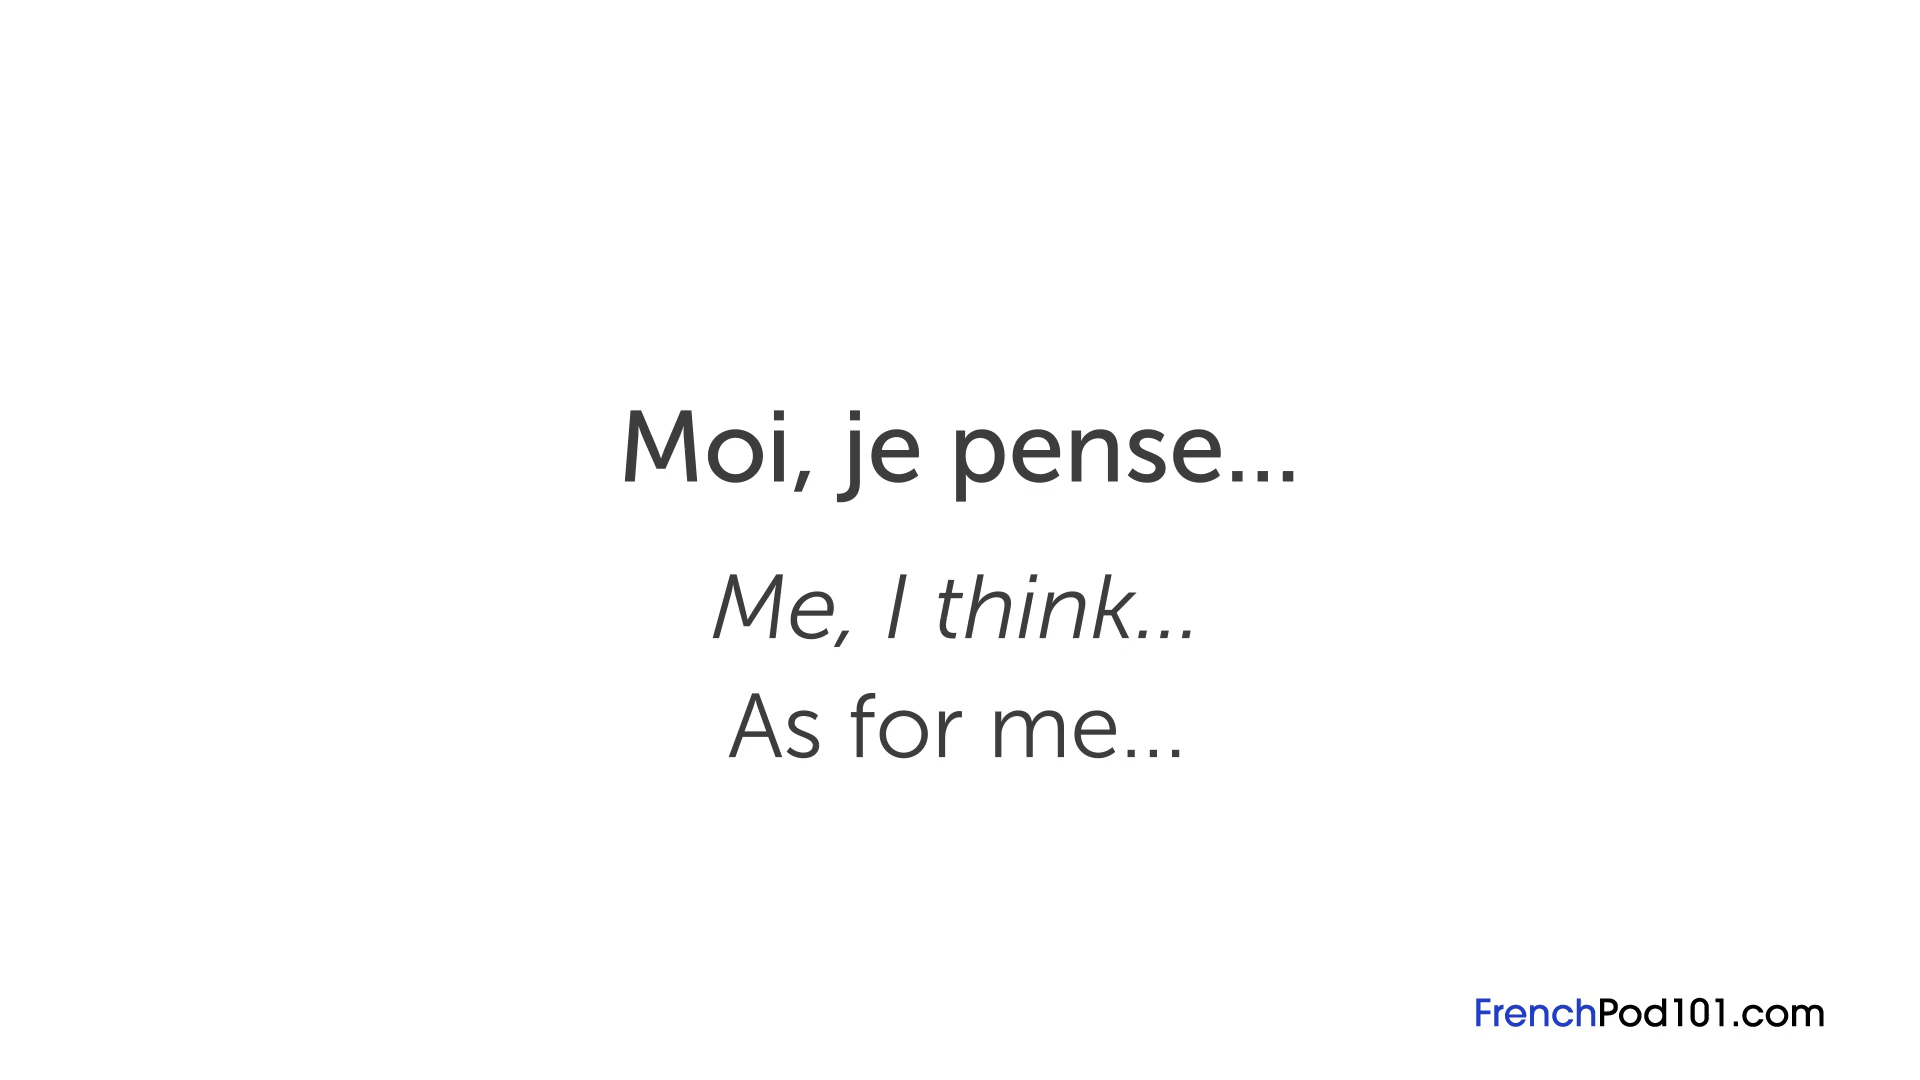 Moi, je pense...
Me, I think...
As for me...
FrenchPod101.com